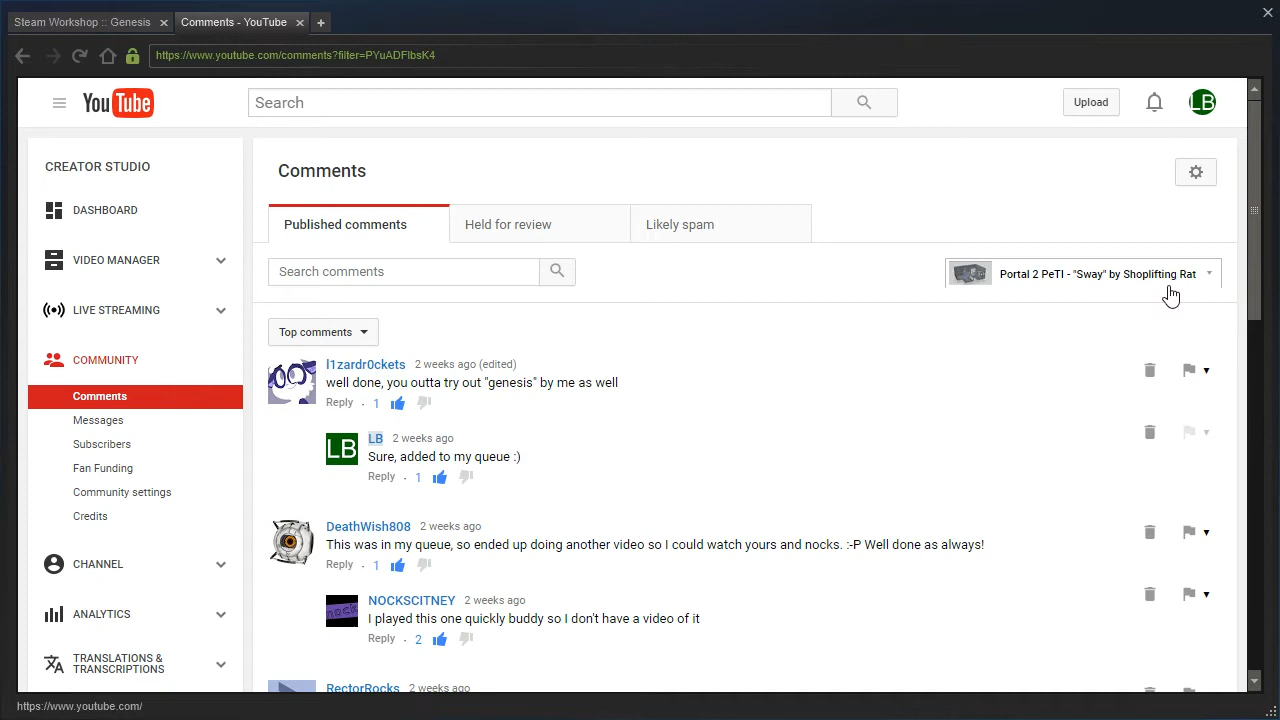 Steam Workshop :: Genesis
Comments - YouTube
https://www.youtube.com/comments?filter=PYuADFlbsK4
YouTube
Search
Upload
LB
CREATOR STUDIO
DASHBOARD
VIDEO MANAGER
LIVE STREAMING
COMMUNITY
Comments
Messages
Subscribers
Fan Funding
Community settings
Credits
CHANNEL
ANALYTICS
TRANSLATIONS &
TRANSCRIPTIONS
Comments
Published comments
Held for review
Likely spam
Search comments
Portal 2 PeTI - "Sway" by Shoplifting Rat
Top comments
l1zardr0ckets 2 weeks ago (edited)
well done, you outta try out "genesis" by me as well
Reply . 1
LB
LB 2 weeks ago
Sure, added to my queue :)
Reply . 1
DeathWish808 2 weeks ago
This was in my queue, so ended up doing another video so I could watch yours and nocks. :-P Well done as always!
Reply . 1
nock
NOCKSCITNEY 2 weeks ago
I played this one quickly buddy so I don't have a video of it
Reply . 2
RectorRocks 2 weeks ago
https://www.youtube.com/